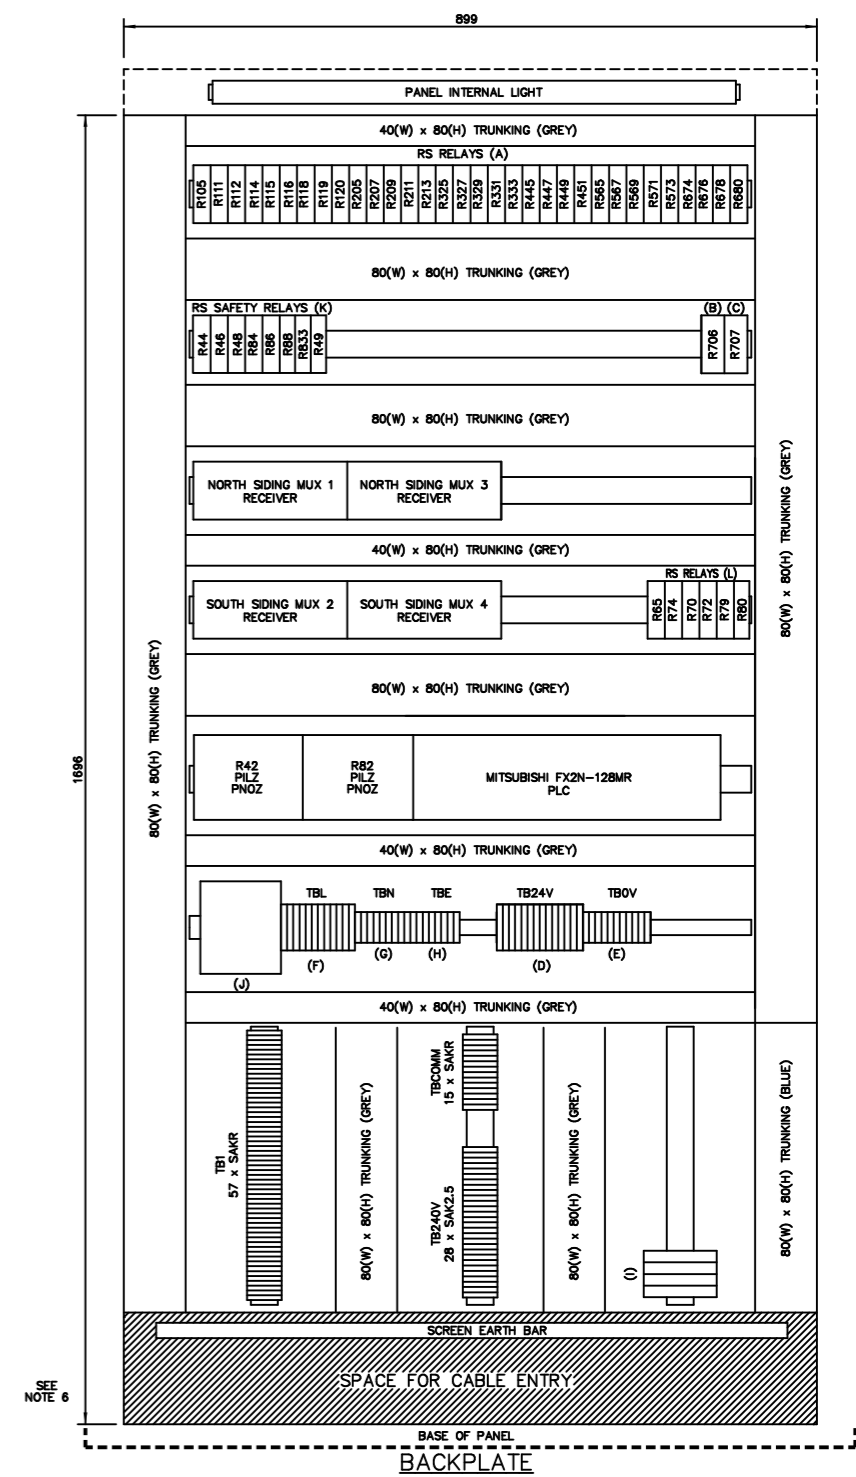 899
PANEL INTERNAL LIGHT
40(W) x 80(H) TRUNKING (GREY)
RS RELAYS (A)
R105 R111 R112 R114 R115 R116 R118 R119 R120 R205 R207 R209 R211 R213 R325 R327 R329 R331 R333 R445 R447 R449 R451 R565 R567 R569 R571 R573 R674 R676 R678 R680
80(W) x 80(H) TRUNKING (GREY)
RS SAFETY RELAYS (K)
(B) (C)
R44 R46 R48 R84 R86 R88 R833 R49
R706 R707
80(W) x 80(H) TRUNKING (GREY)
NORTH SIDING MUX 1
RECEIVER
NORTH SIDING MUX 3
RECEIVER
40(W) x 80(H) TRUNKING (GREY)
RS RELAYS (L)
SOUTH SIDING MUX 2
RECEIVER
SOUTH SIDING MUX 4
RECEIVER
R65 R74 R70 R72 R79 R80
80(W) x 80(H) TRUNKING (GREY)
80(W) x 80(H) TRUNKING (GREY)
80(W) x 80(H) TRUNKING (GREY)
1696
R42
PILZ
PNOZ
R82
PILZ
PNOZ
MITSUBISHI FX2N-128MR
PLC
40(W) x 80(H) TRUNKING (GREY)
TBL
TBN
TBE
TB24V
TB0V
(F)
(G)
(H)
(D)
(E)
(J)
40(W) x 80(H) TRUNKING (GREY)
TB1
57 x SAKR
80(W) x 80(H) TRUNKING (GREY)
TBCOMM
15 x SAKR
TB240V
28 x SAK2.5
80(W) x 80(H) TRUNKING (GREY)
(I)
80(W) x 80(H) TRUNKING (BLUE)
SCREEN EARTH BAR
SPACE FOR CABLE ENTRY
SEE
NOTE 6
BASE OF PANEL
BACKPLATE